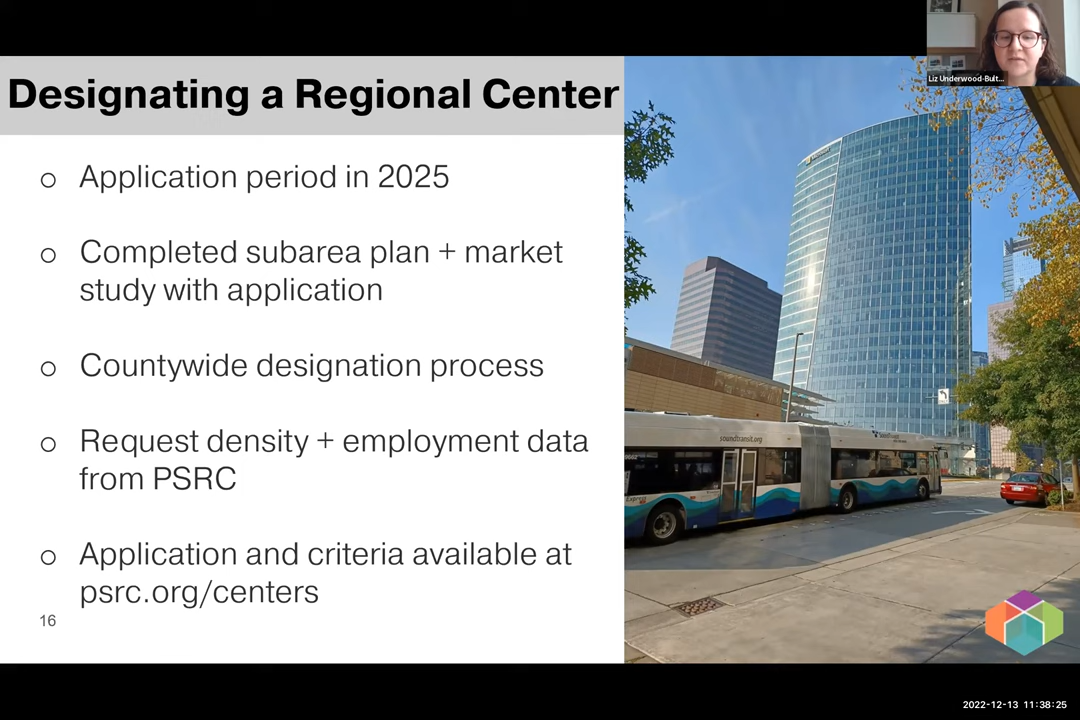 Liz Underwood-Bult...
Designating a Regional Center
○ Application period in 2025
○ Completed subarea plan + market
study with application
○ Countywide designation process
○ Request density + employment data
from PSRC
○ Application and criteria available at
psrc.org/centers
16
soundtransit.org
Express
2022-12-13 11:38:25